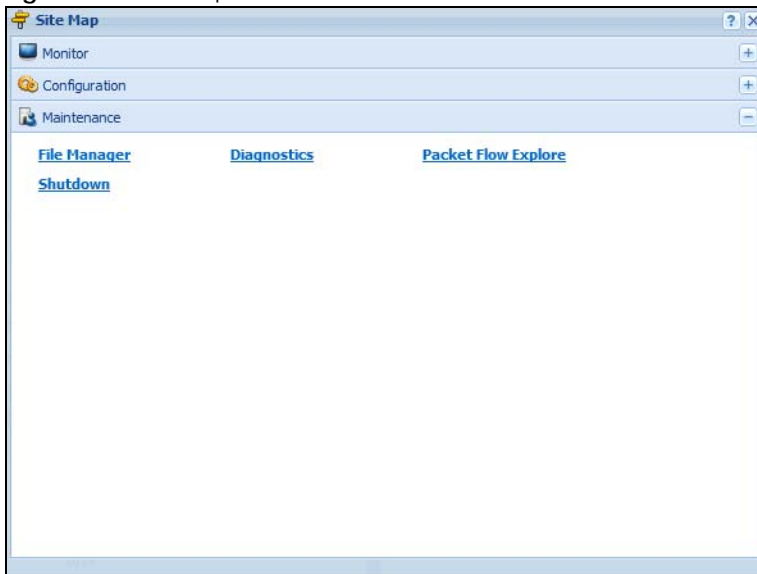 Site Map
Monitor
Configuration
Maintenance
File Manager Diagnostics Packet Flow Explore
Shutdown